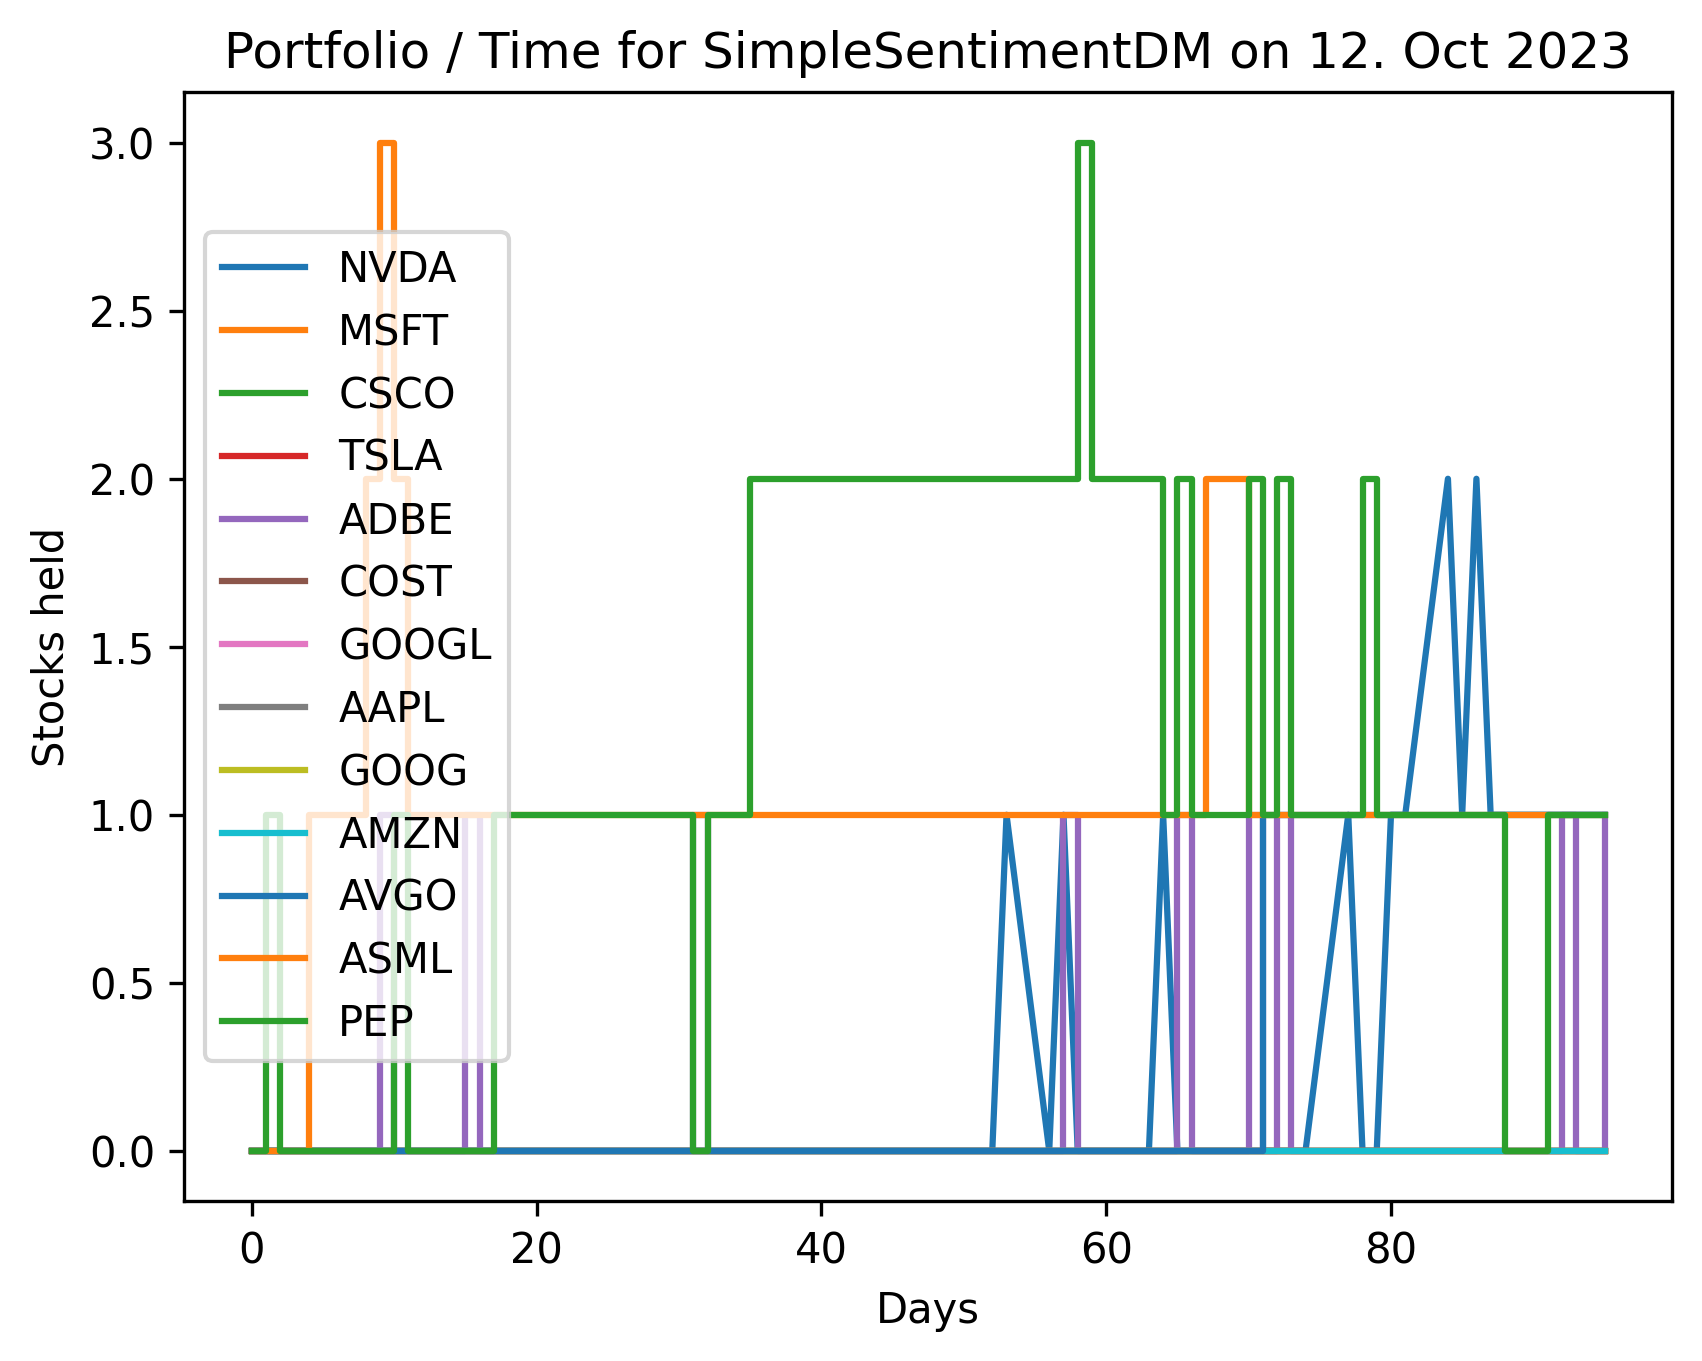 Portfolio / Time for SimpleSentimentDM on 12. Oct 2023
3.0
2.5
2.0
1.5
1.0
0.5
0.0
Stocks held
NVDA
MSFT
CSCO
TSLA
ADBE
COST
GOOGL
AAPL
GOOG
AMZN
AVGO
ASML
PEP
0 20 40 60 80
Days